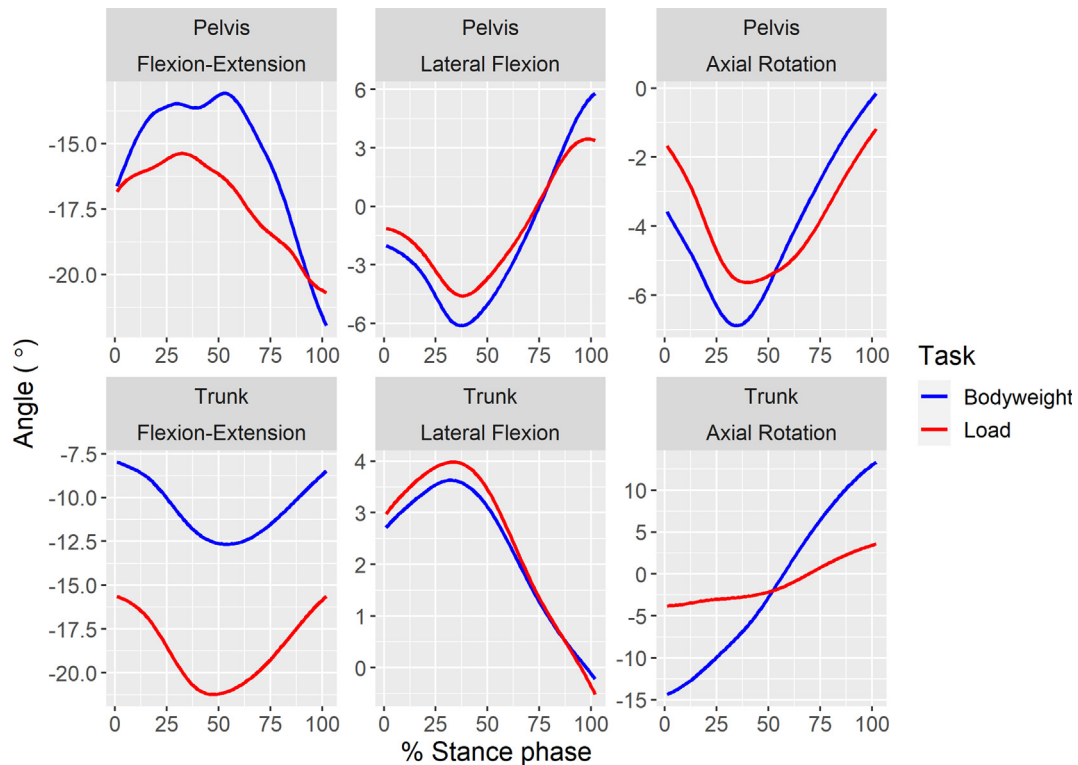 Pelvis
Flexion-Extension
Pelvis
Lateral Flexion
Pelvis
Axial Rotation
-15.0
-17.5
-20.0
0 25 50 75 100
6
3
0
-3
-6
0 25 50 75 100
0
-2
-4
-6
0 25 50 75 100
Trunk
Flexion-Extension
Trunk
Lateral Flexion
Trunk
Axial Rotation
-7.5
-10.0
-12.5
-15.0
-17.5
-20.0
0 25 50 75 100
4
3
2
1
0
0 25 50 75 100
10
5
0
-5
-10
-15
0 25 50 75 100
Angle ( °)
% Stance phase
Task
Bodyweight
Load